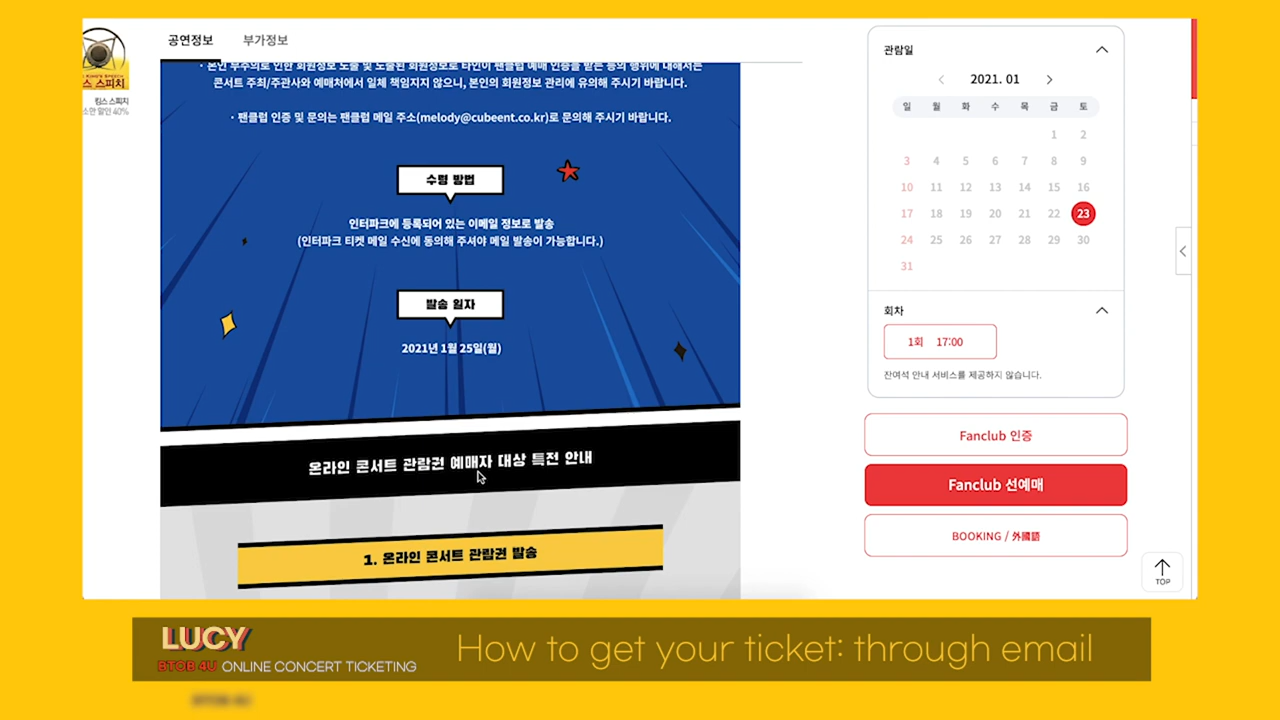 공연정보 부가정보
스 스피치
킹스 스피치
소안 할인 40%
· 본인 부주의로 인한 회원정보 노출 및 노출된 회원정보로 타인이 팬클럽 예매 인증을 받는 등의 행위에 대해서는
콘서트 주최/주관사와 예매처에서 일체 책임지지 않으니, 본인의 회원정보 관리에 유의해 주시기 바랍니다.
· 팬클럽 인증 및 문의는 팬클럽 메일 주소(melody@cubeent.co.kr)로 문의해 주시기 바랍니다.
수령 방법
인터파크에 등록되어 있는 이메일 정보로 발송
(인터파크 티켓 메일 수신에 동의해 주셔야 메일 발송이 가능합니다.)
발송 일자
2021년 1월 25일(월)
온라인 콘서트 관람권 예매자 대상 특전 안내
1. 온라인 콘서트 관람권 발송
관람일
2021. 01
일 월 화 수 목 금 토
1 2
3 4 5 6 7 8 9
10 11 12 13 14 15 16
17 18 19 20 21 22 23
24 25 26 27 28 29 30
31
회차
1회 17:00
잔여석 안내 서비스를 제공하지 않습니다.
Fanclub 인증
Fanclub 선예매
BOOKING / 外國語
TOP
LUCY
BTOB 4U ONLINE CONCERT TICKETING
How to get your ticket: through email